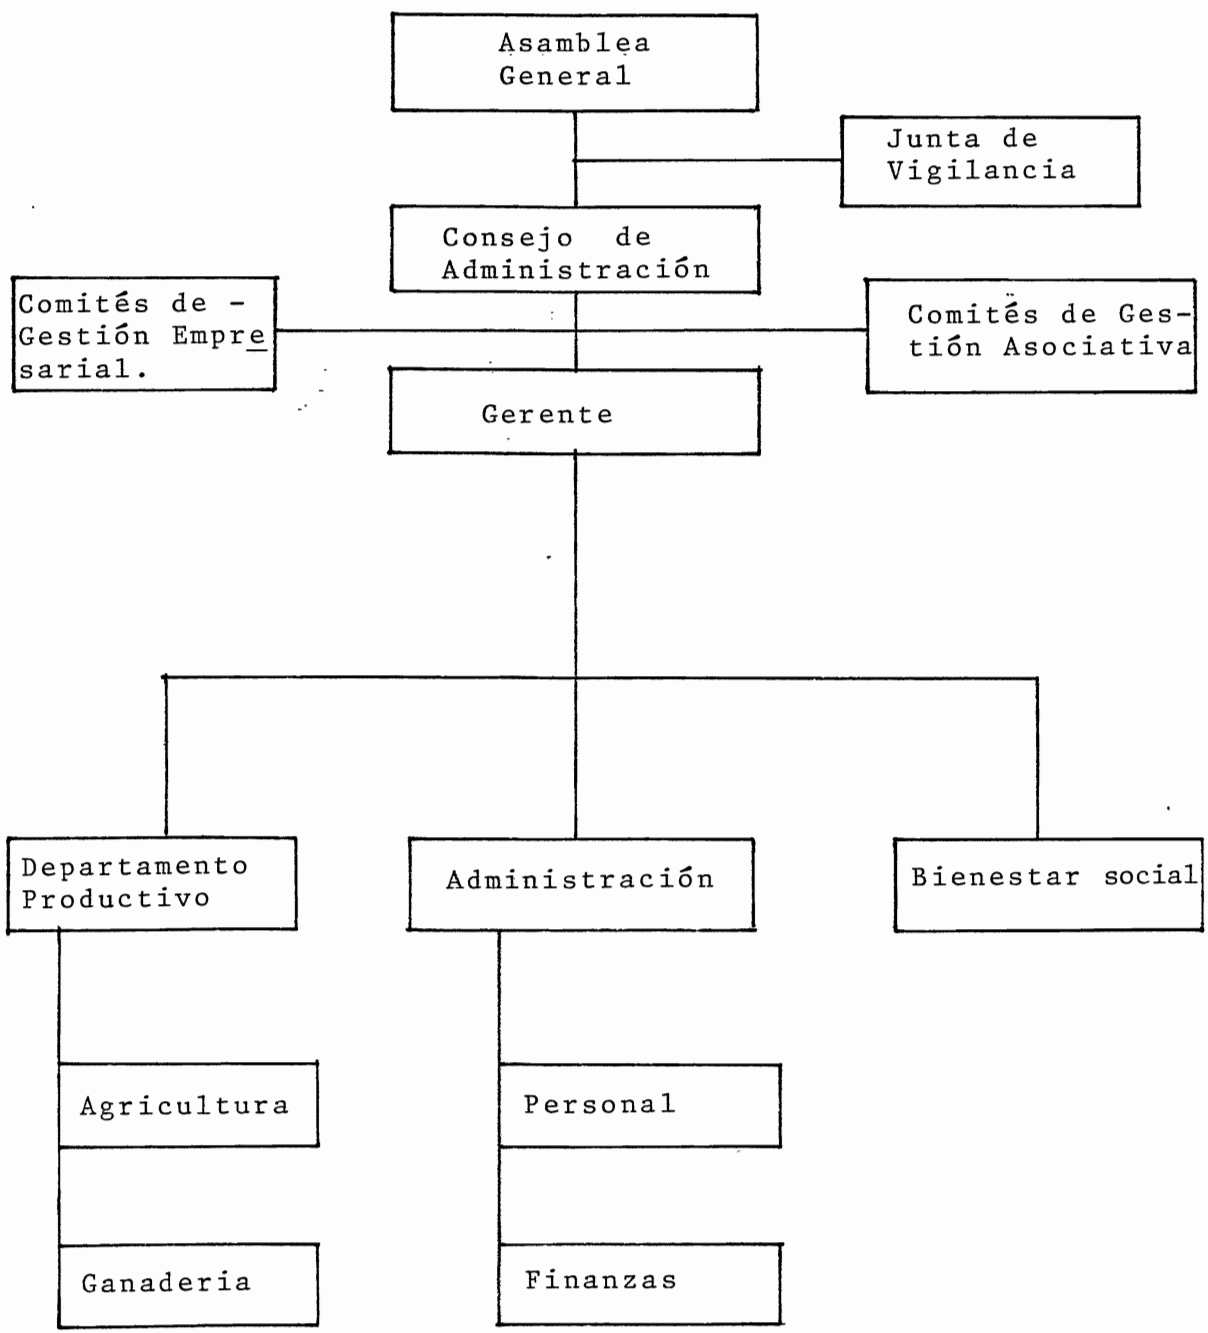 Asamblea
General
Junta de
Vigilancia
Consejo de
Administración
Comités de -
Gestión Empre
sarial.
Comités de Ges-
tión Asociativa
Gerente
Departamento
Productivo
Administración
Bienestar social
Agricultura
Personal
Ganaderia
Finanzas